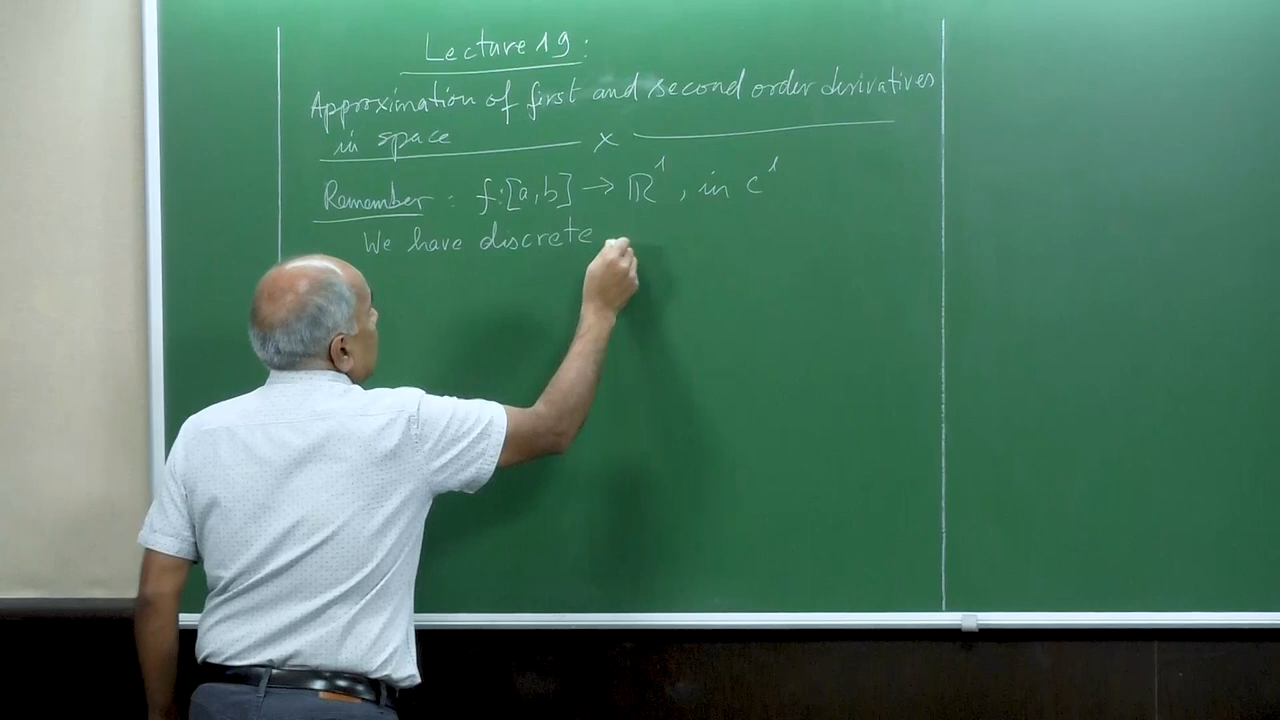 Lecture 19:
Approximation of first and second order derivatives
in space x
Remember : f:[a,b] → ℝ¹, in c¹
We have discrete